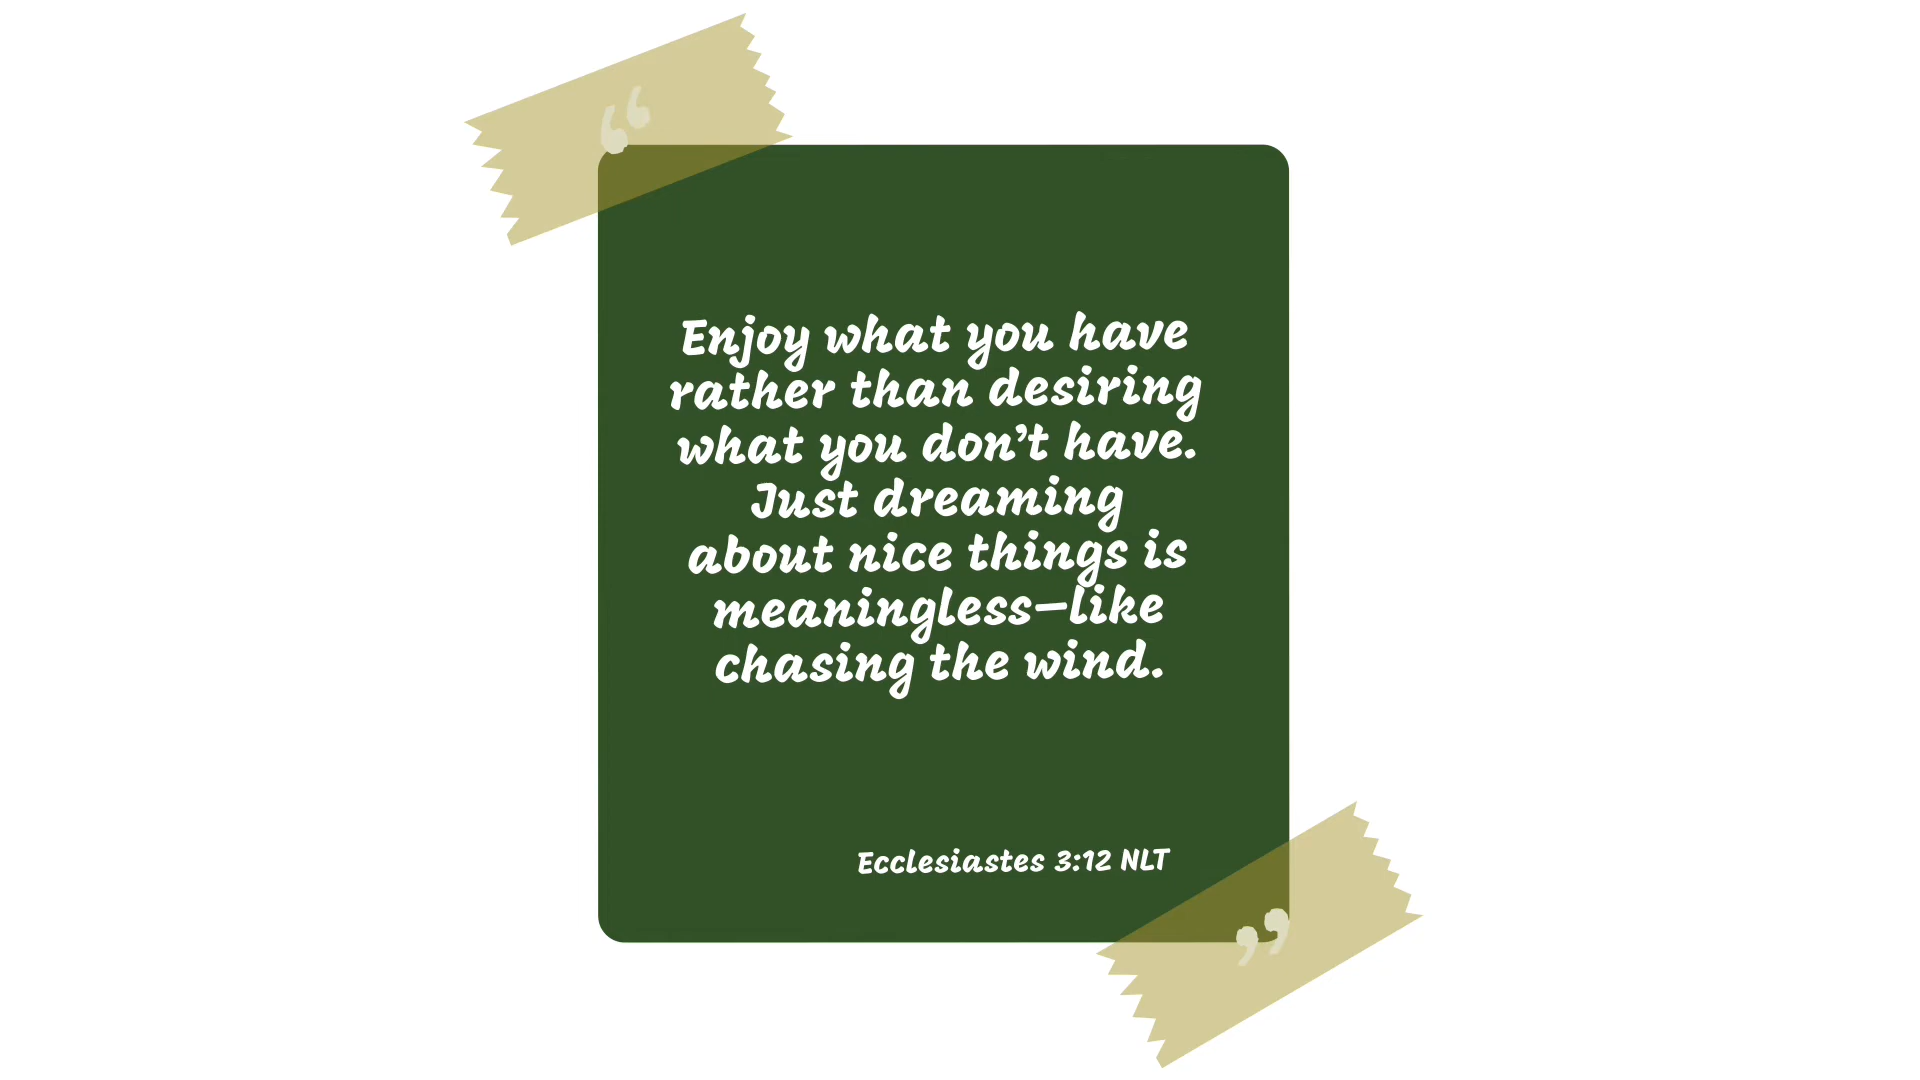 “
Enjoy what you have
rather than desiring
what you don’t have.
Just dreaming
about nice things is
meaningless—like
chasing the wind.
Ecclesiastes 3:12 NLT
”